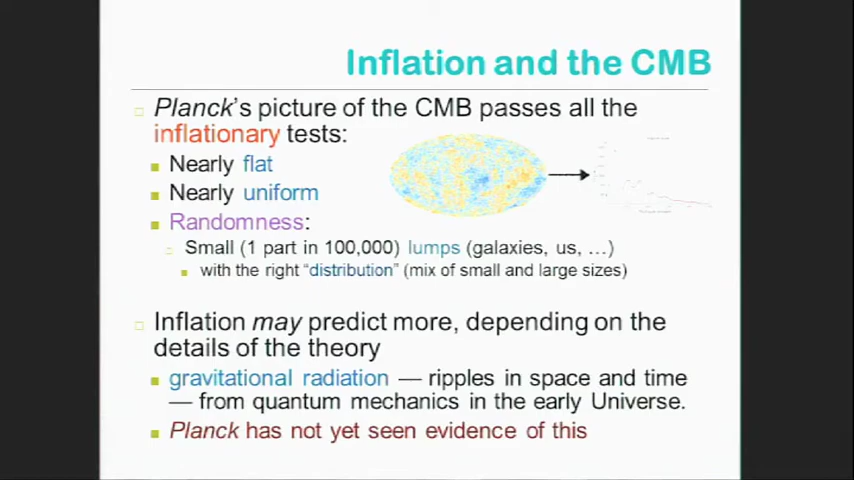 Inflation and the CMB
Planck's picture of the CMB passes all the
inflationary tests:
Nearly flat
Nearly uniform
Randomness:
Small (1 part in 100,000) lumps (galaxies, us, …)
with the right "distribution" (mix of small and large sizes)
Inflation may predict more, depending on the
details of the theory
gravitational radiation — ripples in space and time
— from quantum mechanics in the early Universe.
Planck has not yet seen evidence of this